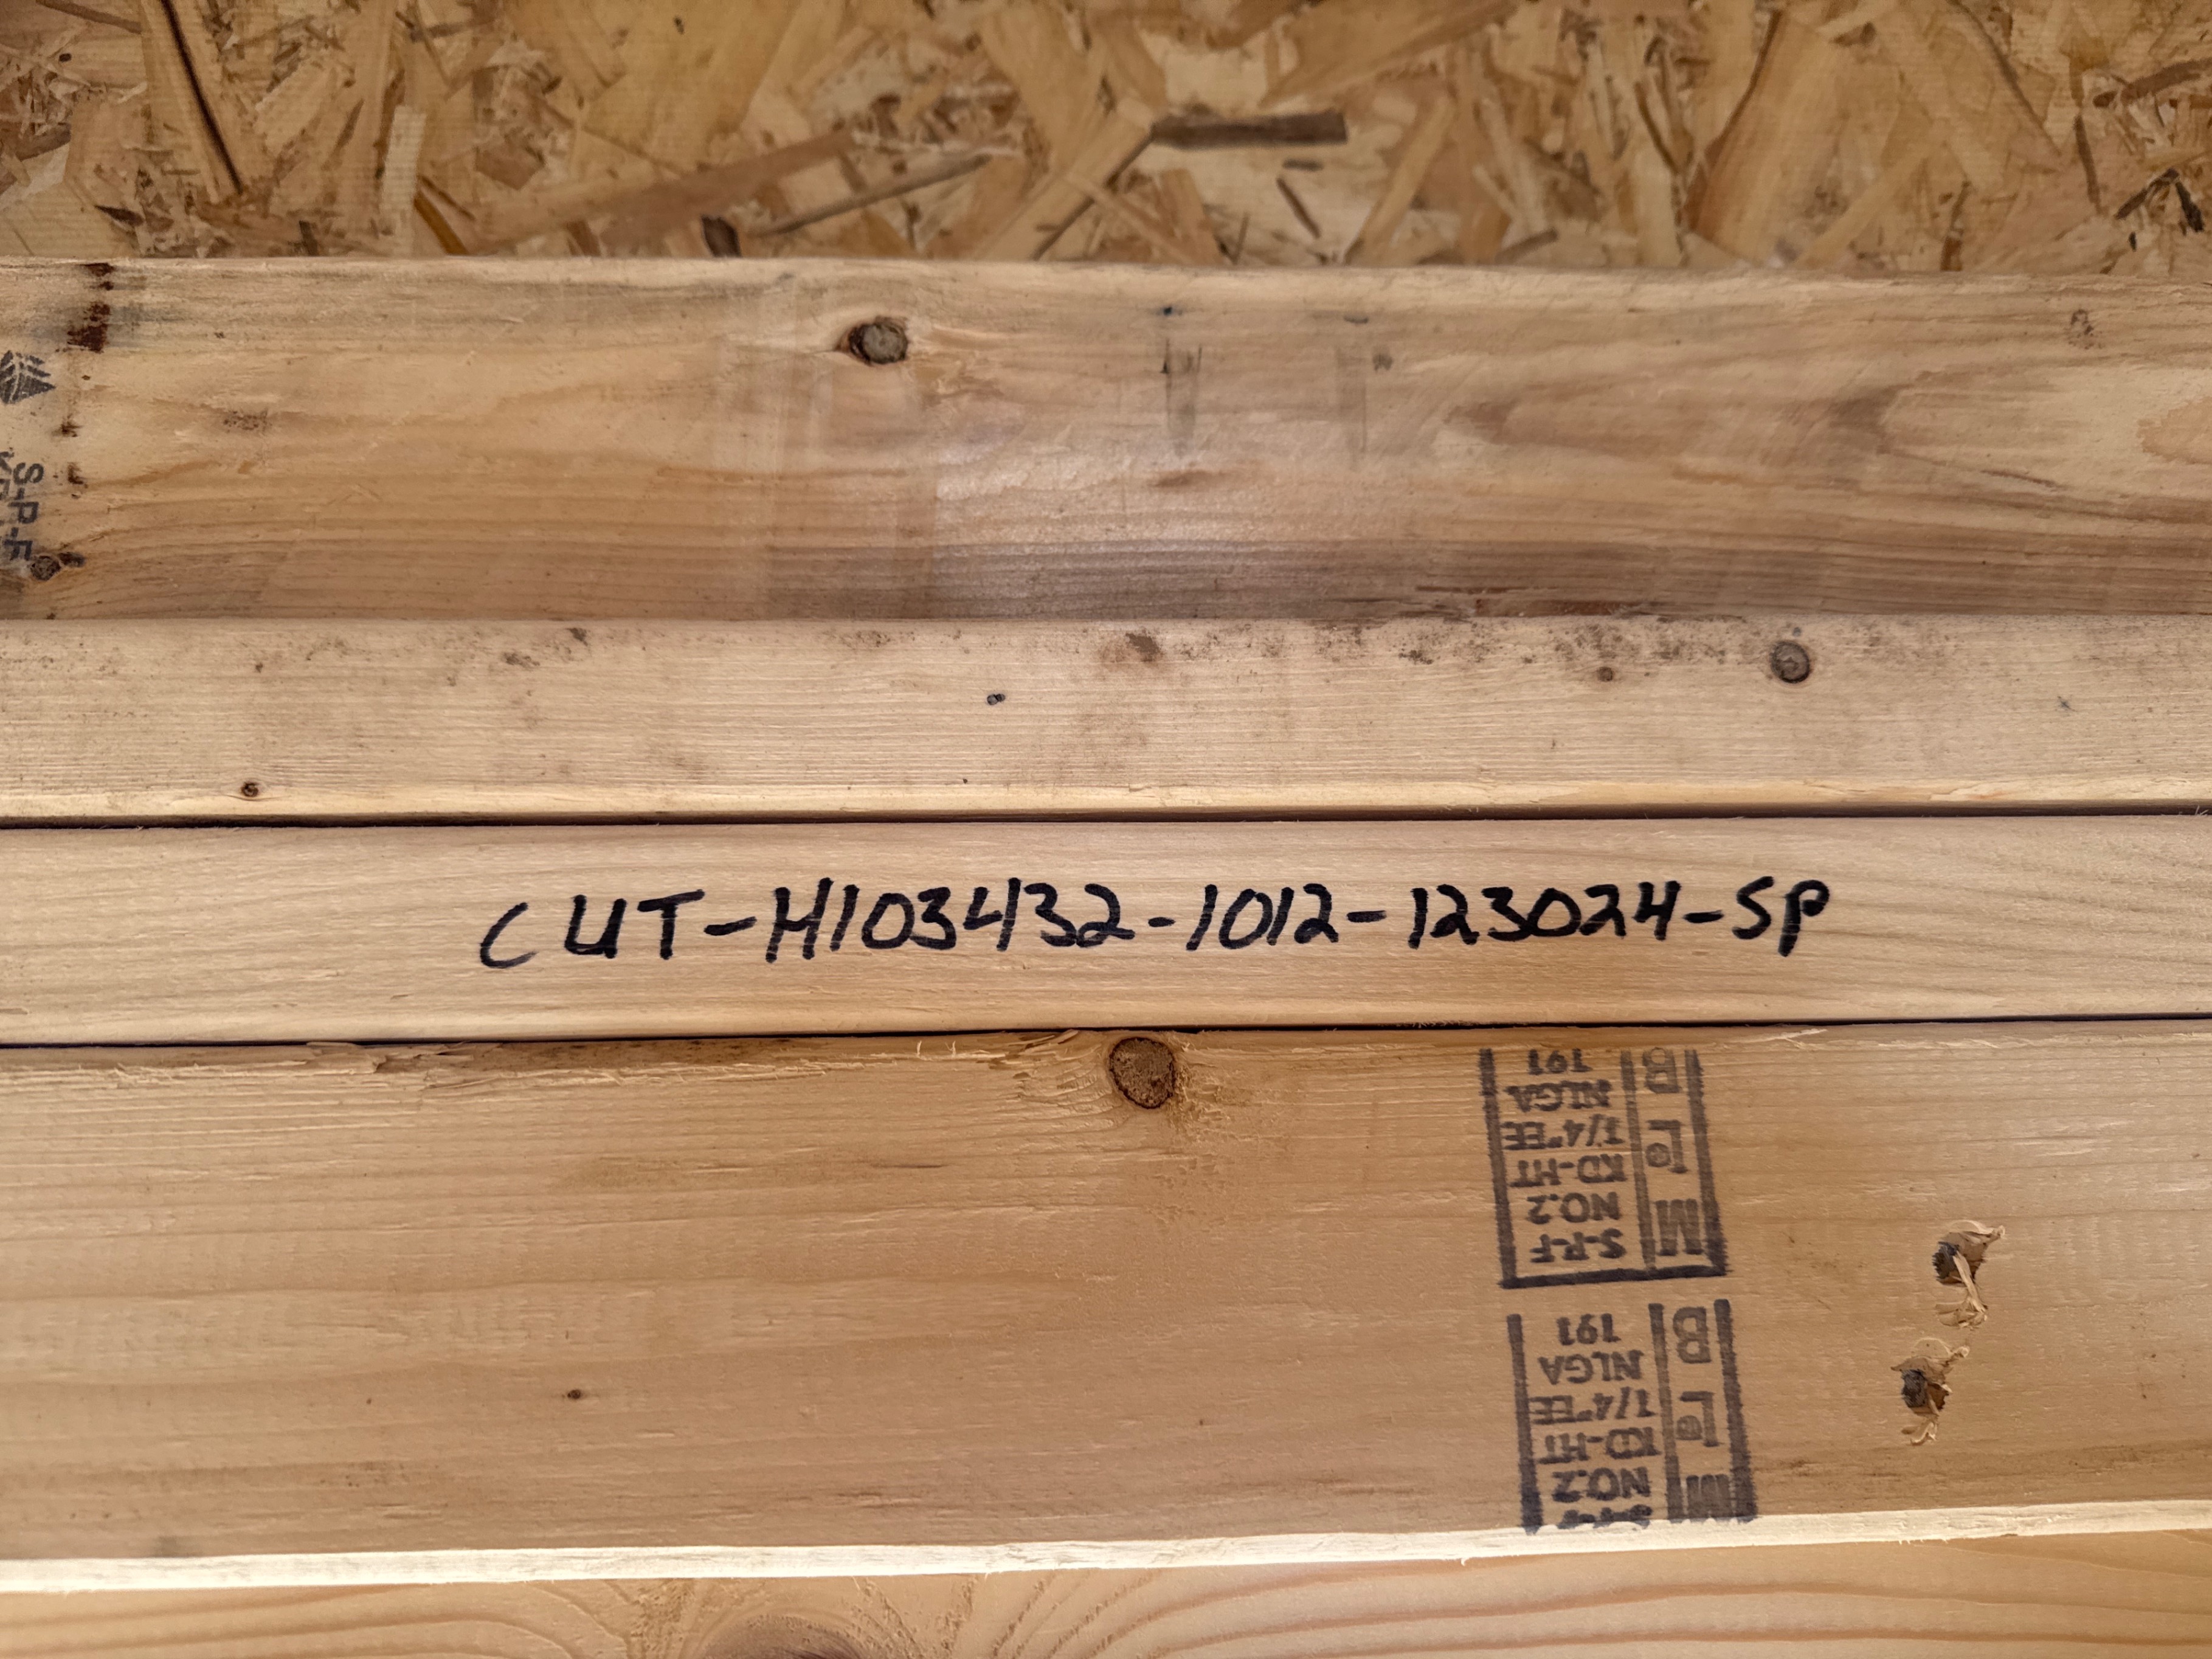 S-P-F
CUT-H103432-1012-123024-SP
191
NLGA
1/4"EE
KD-HT
NO.2
S-P-F
191
NLGA
1/4"EE
KD-HT
NO.2
S-P-F